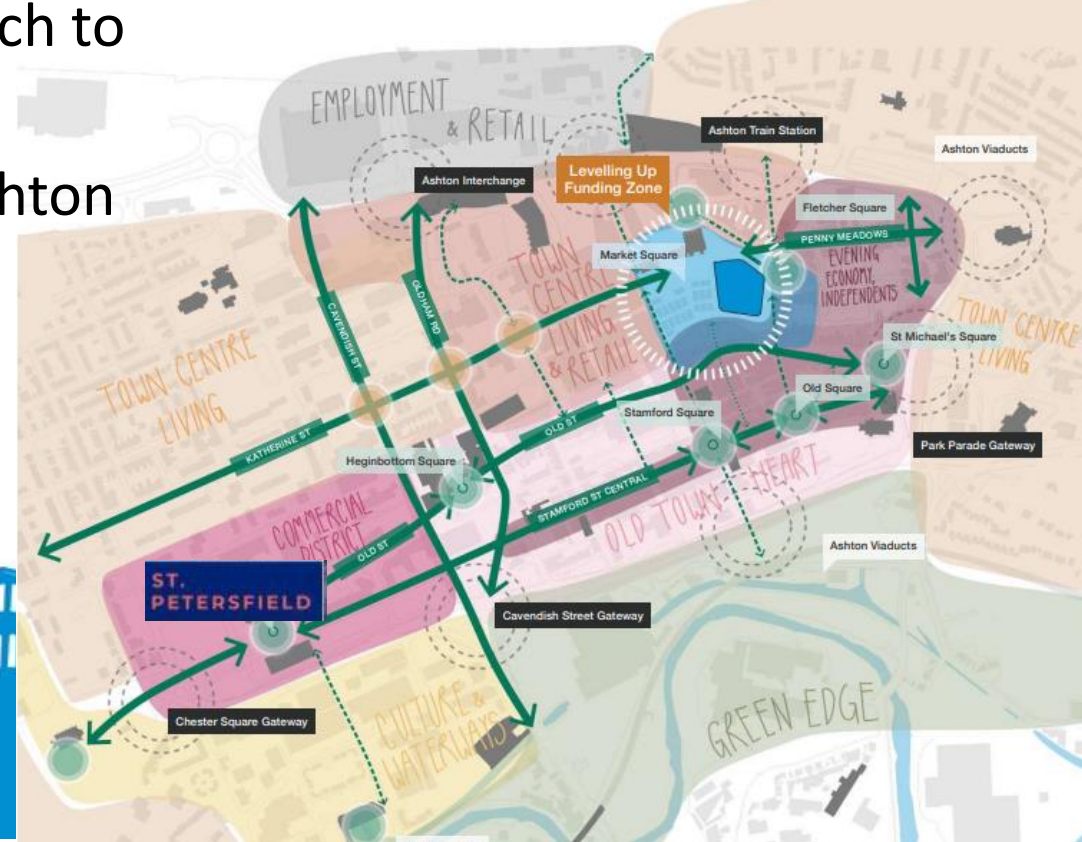 ch to
hton
EMPLOYMENT
& RETAIL
Ashton Train Station
Ashton Viaducts
Levelling Up
Funding Zone
Ashton Interchange
Fletcher Square
PENNY MEADOWS
Market Square
EVENING
ECONOMY,
INDEPENDENTS
TOWN
CENTRE
LIVING
& RETAIL
CAVENDISH ST
OLDHAM RD
TOWN CENTRE
LIVING
St Michael's Square
TOWN CENTRE
LIVING
Old Square
Stamford Square
OLD ST
KATHERINE ST
Heginbottom Square
Park Parade Gateway
STAMFORD ST CENTRAL
OLD TOWN HEART
COMMERCIAL
DISTRICT
OLD ST
Ashton Viaducts
ST.
PETERSFIELD
Cavendish Street Gateway
Chester Square Gateway
CULTURE &
WATERWAYS
GREEN EDGE